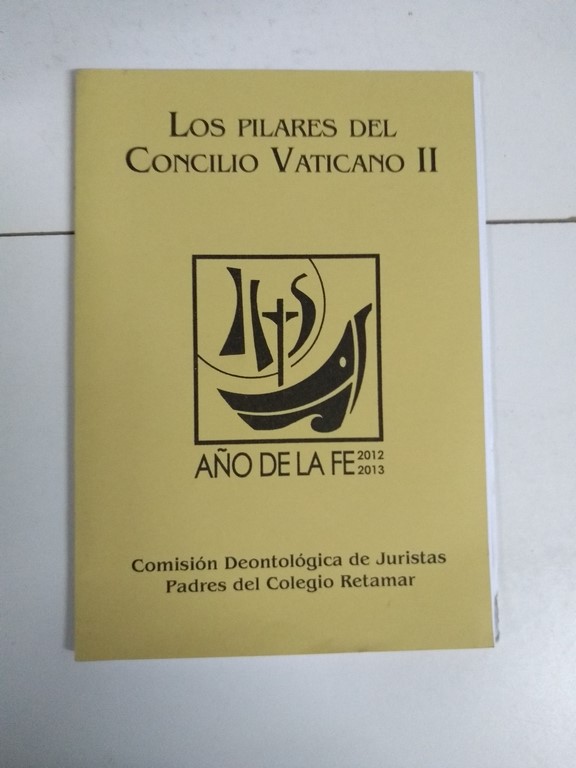 LOS PILARES DEL
CONCILIO VATICANO II
IHS
AÑO DE LA FE 2012 2013
Comisión Deontológica de Juristas
Padres del Colegio Retamar